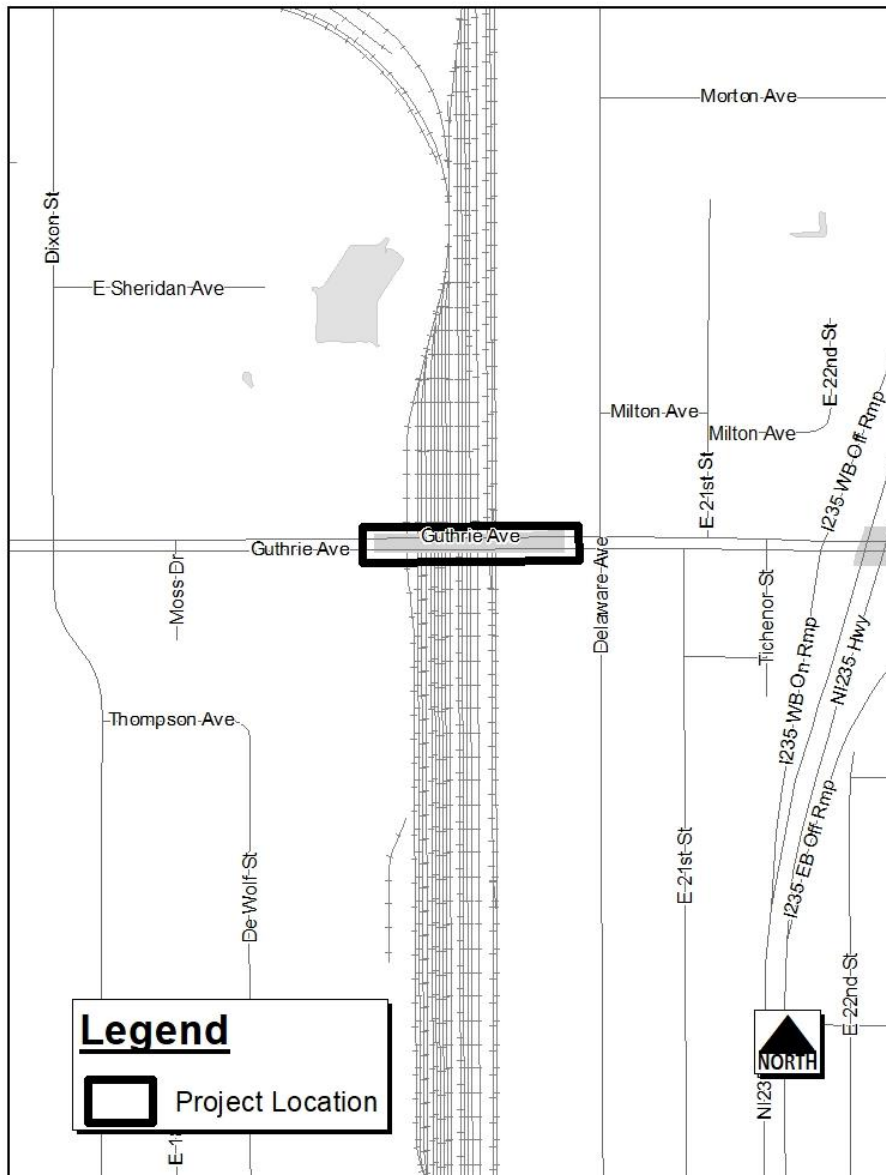 Morton Ave
Dixon St
E Sheridan Ave
E 22nd St
Milton Ave
Milton Ave
I235 WB Off Rmp
E 21st St
Guthrie Ave
Guthrie Ave
Moss Dr
Delaware Ave
Tichenor St
I235 WB On Rmp
NI235 Hwy
Thompson Ave
I235 EB Off Rmp
E 21st St
De Wolf St
E 22nd St
Legend
Project Location
NORTH